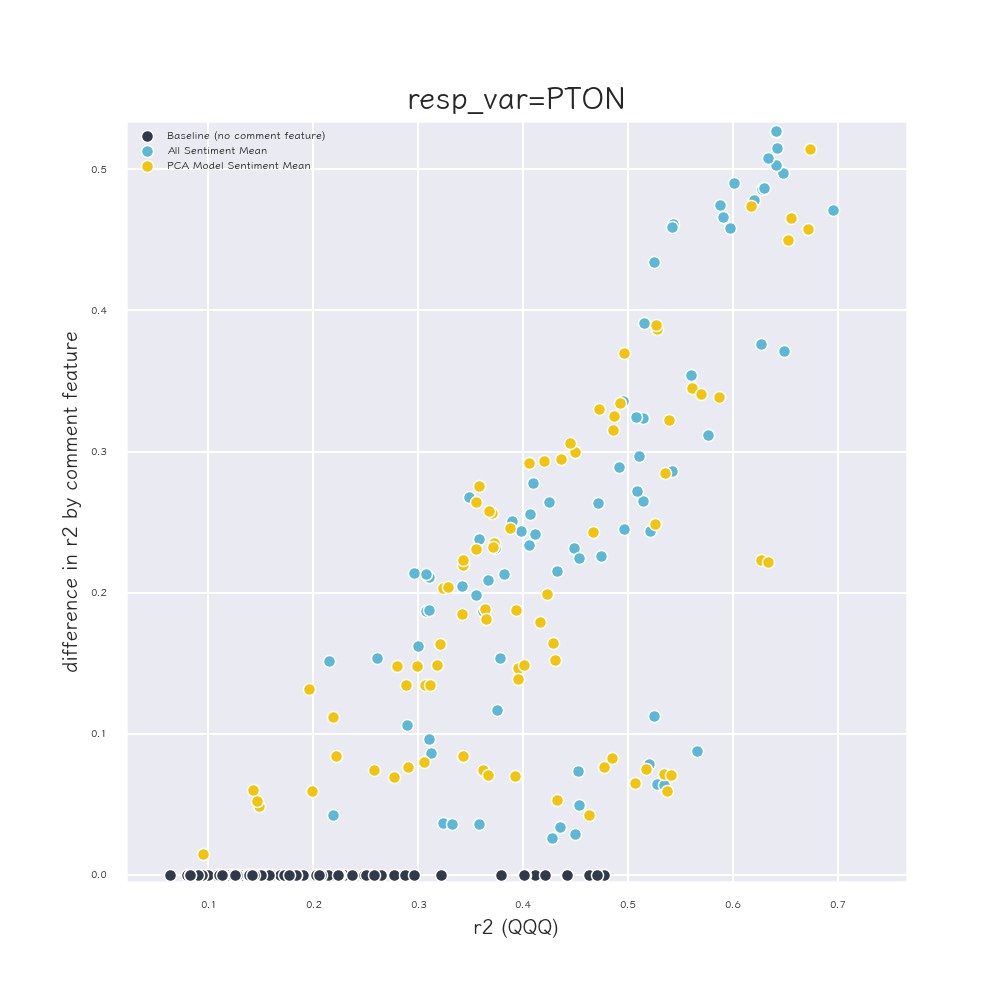 resp_var=PTON
Baseline (no comment feature)
All Sentiment Mean
PCA Model Sentiment Mean
difference in r2 by comment feature
0.5
0.4
0.3
0.2
0.1
0.0
0.1 0.2 0.3 0.4 0.5 0.6 0.7
r2 (QQQ)